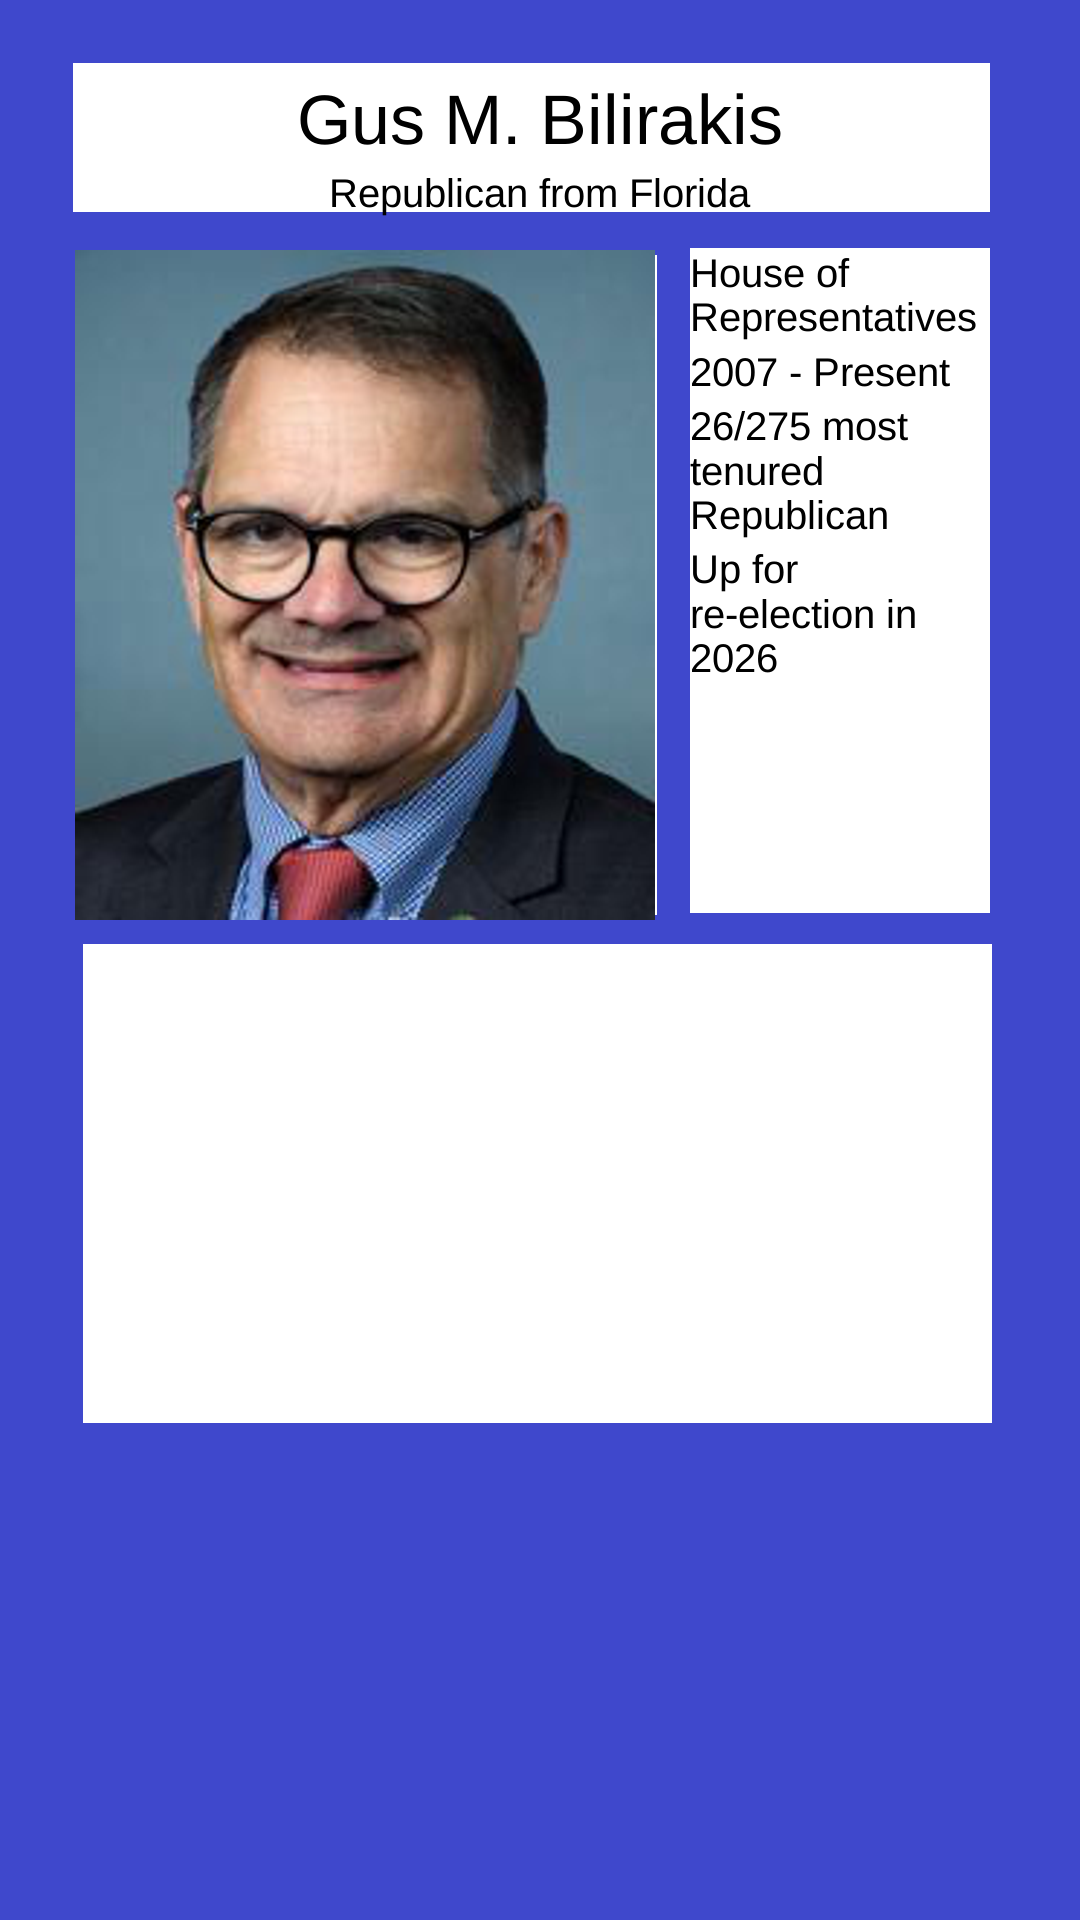 Gus M. Bilirakis
Republican from Florida
House of
Representatives
2007 - Present
26/275 most
tenured
Republican
Up for
re-election in
2026